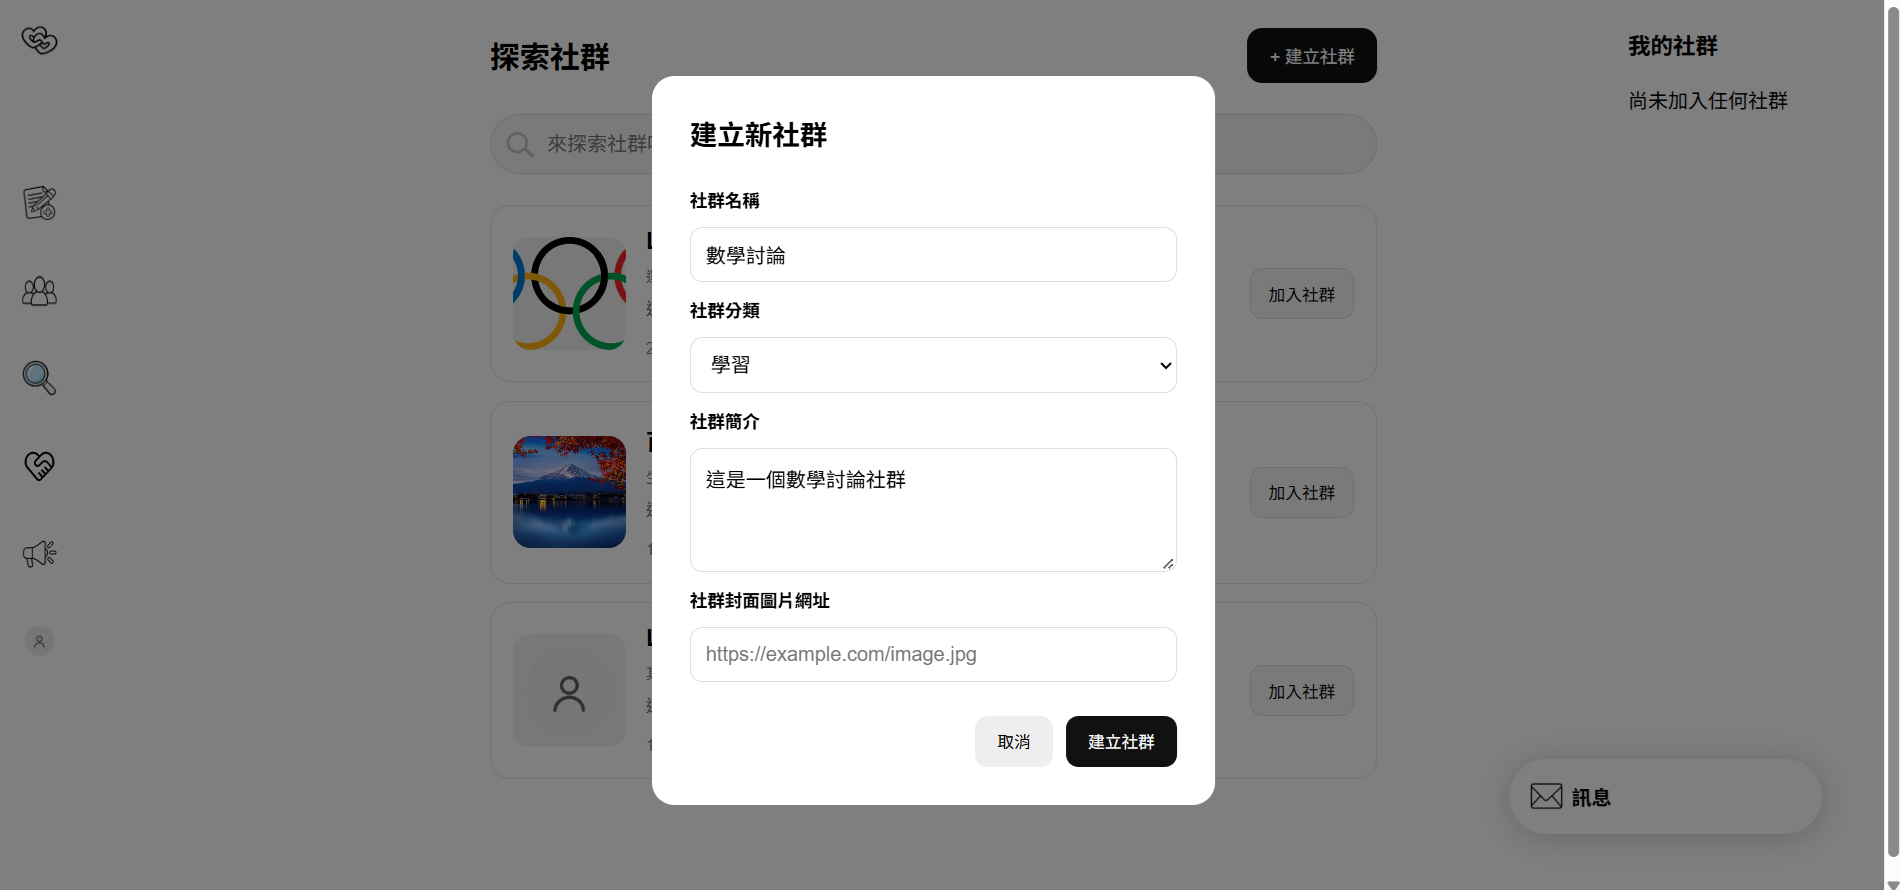 探索社群
+ 建立社群
我的社群
尚未加入任何社群
來探索社群
建立新社群
社群名稱
數學討論
社群分類
學習
社群簡介
這是一個數學討論社群
社群封面圖片網址
https://example.com/image.jpg
取消
建立社群
加入社群
加入社群
加入社群
訊息